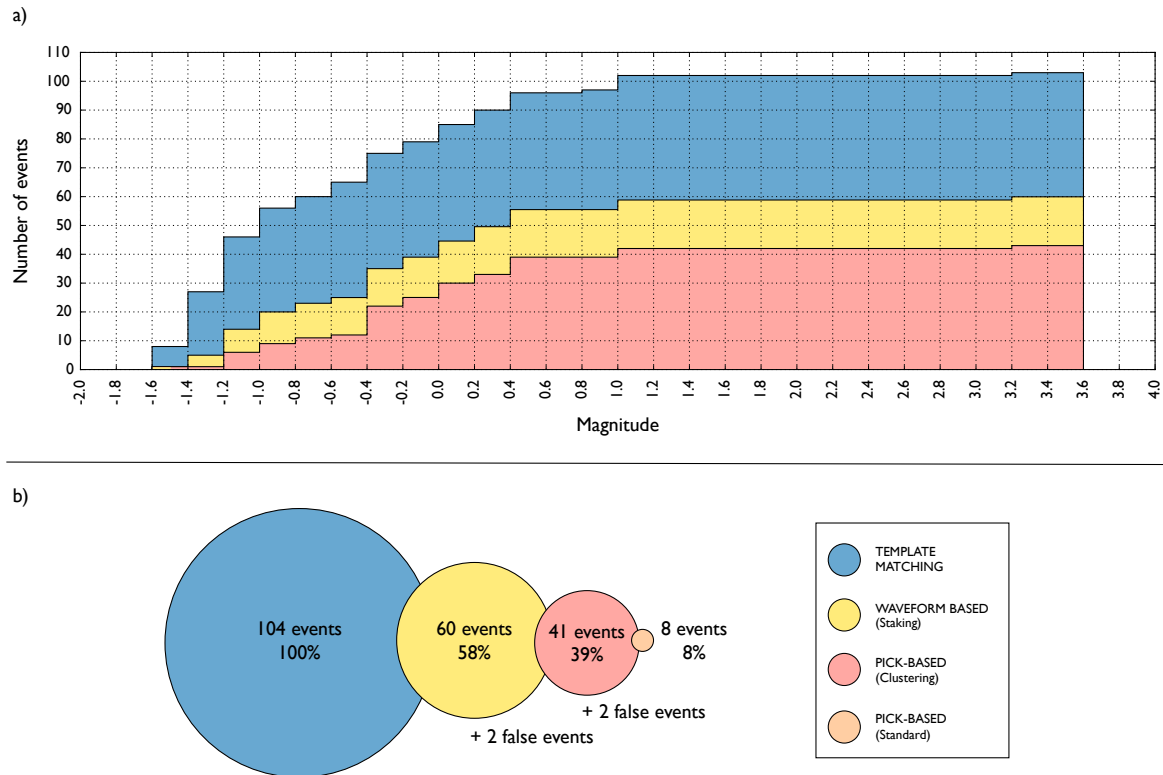 a)
110
100
90
80
70
60
50
40
30
20
10
0
Number of events
-2.0 -1.8 -1.6 -1.4 -1.2 -1.0 -0.8 -0.6 -0.4 -0.2 -0.0 0.2 0.4 0.6 0.8 1.0 1.2 1.4 1.6 1.8 2.0 2.2 2.4 2.6 2.8 3.0 3.2 3.4 3.6 3.8 4.0
Magnitude
b)
104 events
100%
60 events
58%
41 events
39%
8 events
8%
+ 2 false events
+ 2 false events
TEMPLATE
MATCHING
WAVEFORM BASED
(Staking)
PICK-BASED
(Clustering)
PICK-BASED
(Standard)